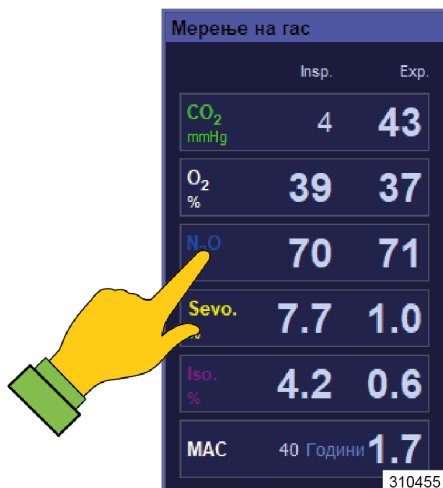 Мерење на гас
Insp. Exp.
CO₂ 4 43
mmHg
O₂ 39 37
%
N₂O 70 71
Sevo. 7.7 1.0
%
Iso. 4.2 0.6
%
MAC 40 Години 1.7
310455